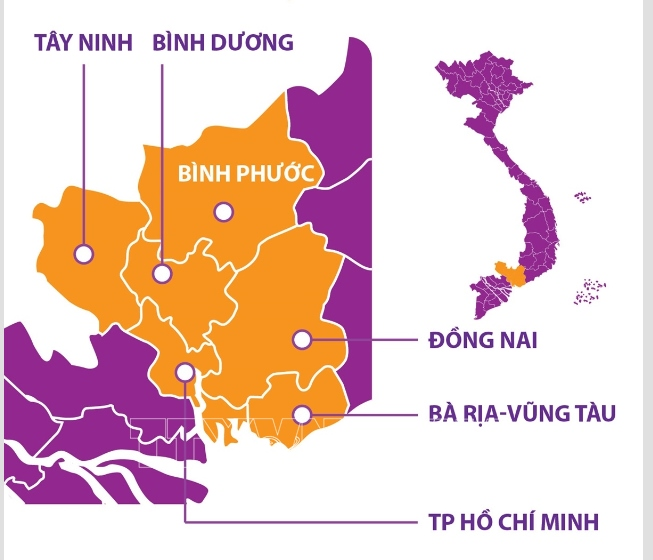 TÂY NINH
BÌNH DƯƠNG
BÌNH PHƯỚC
ĐỒNG NAI
BÀ RỊA-VŨNG TÀU
TP HỒ CHÍ MINH